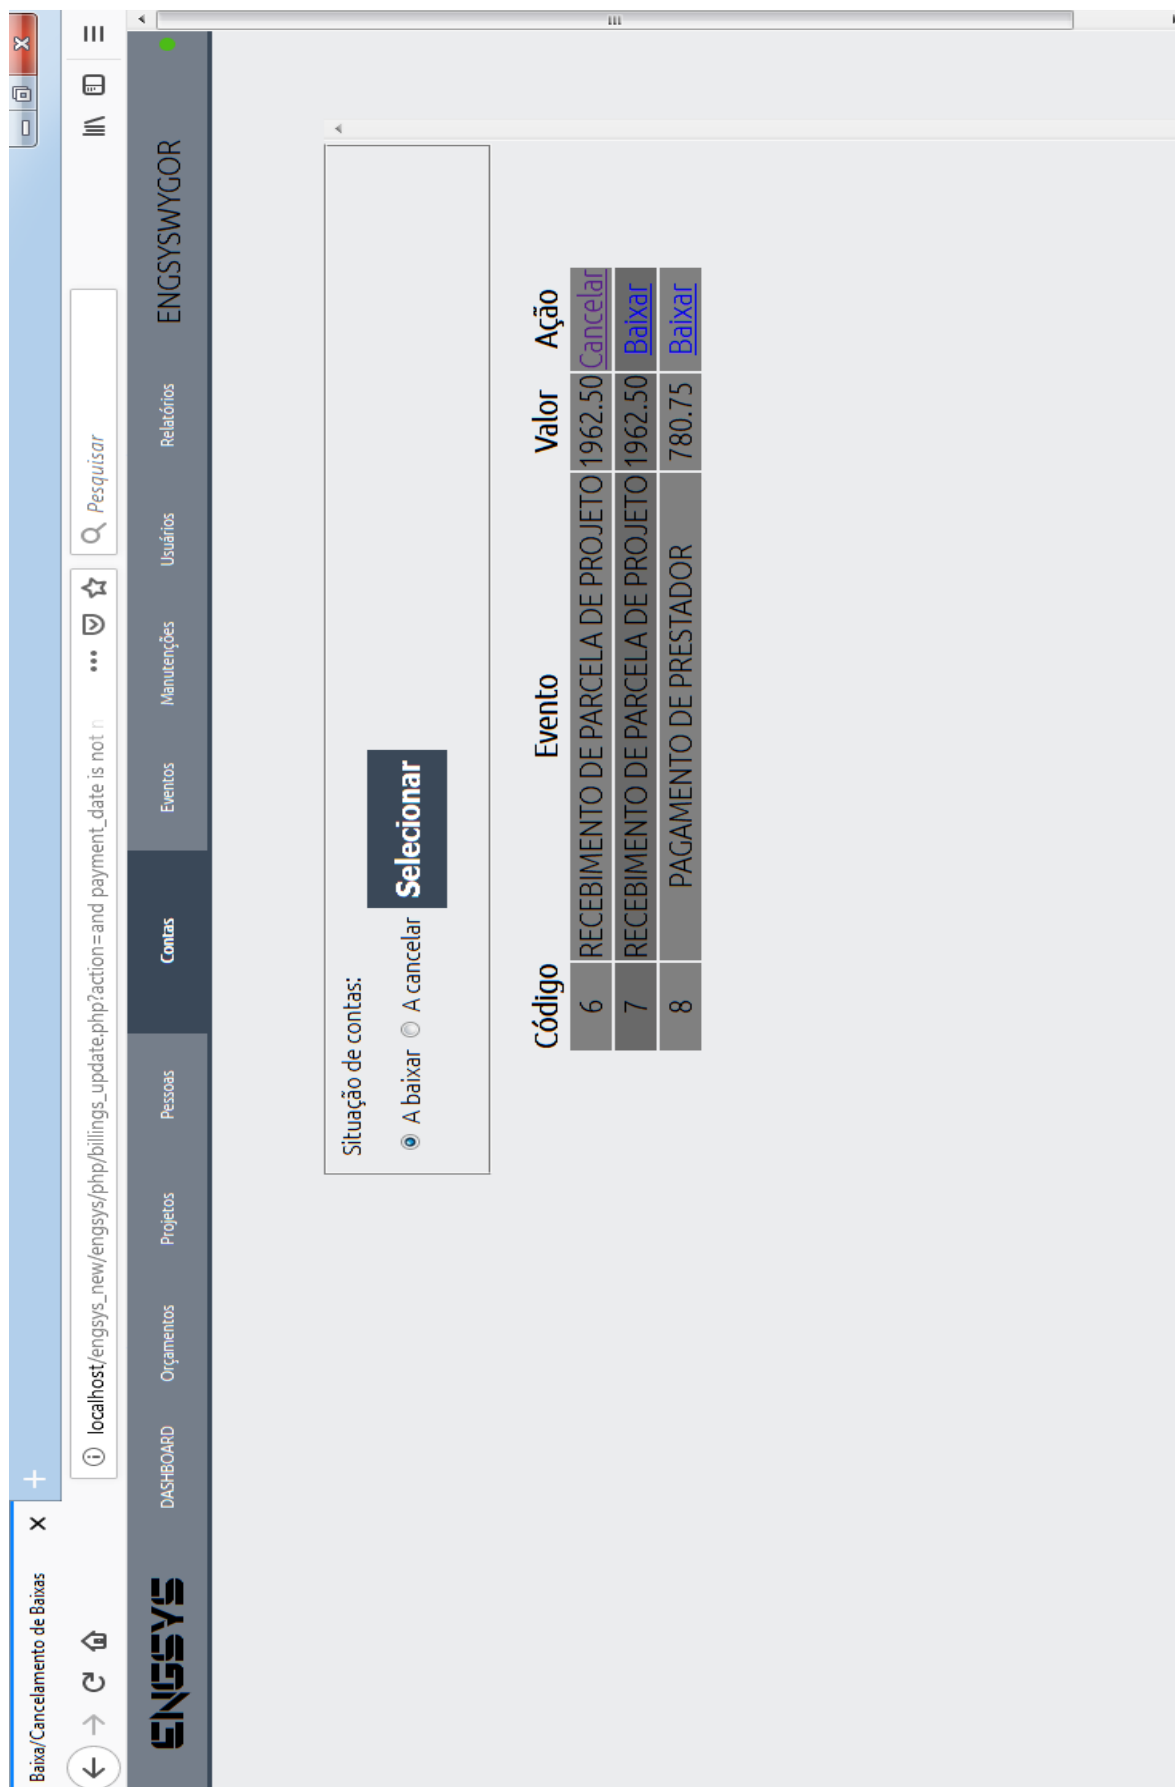 Baixa/Cancelamento de Baixas
localhost/engsys_new/engsys/php/billings_update.php?action=and payment_date is not n
Pesquisar
ENGSYS DASHBOARD Orçamentos Projetos Pessoas Contas Eventos Manutenções Usuários Relatórios ENGSYSWYGOR
Situação de contas:
A baixar A cancelar Selecionar
Código Evento Valor Ação
6 RECEBIMENTO DE PARCELA DE PROJETO 1962.50 Cancelar
7 RECEBIMENTO DE PARCELA DE PROJETO 1962.50 Baixar
8 PAGAMENTO DE PRESTADOR 780.75 Baixar